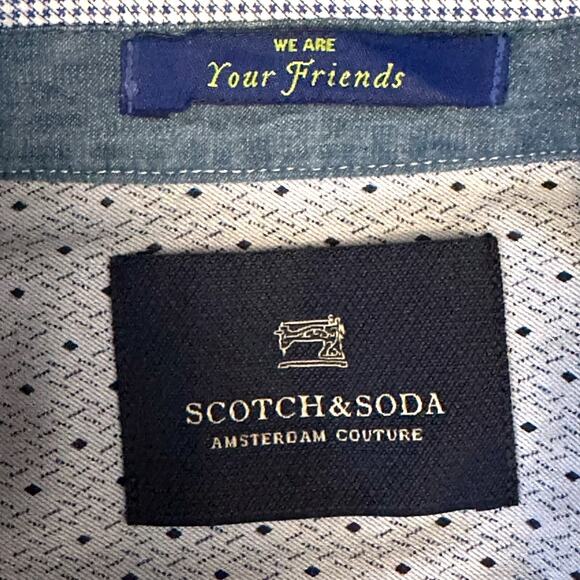 WE ARE
Your Friends
SCOTCH&SODA
AMSTERDAM COUTURE